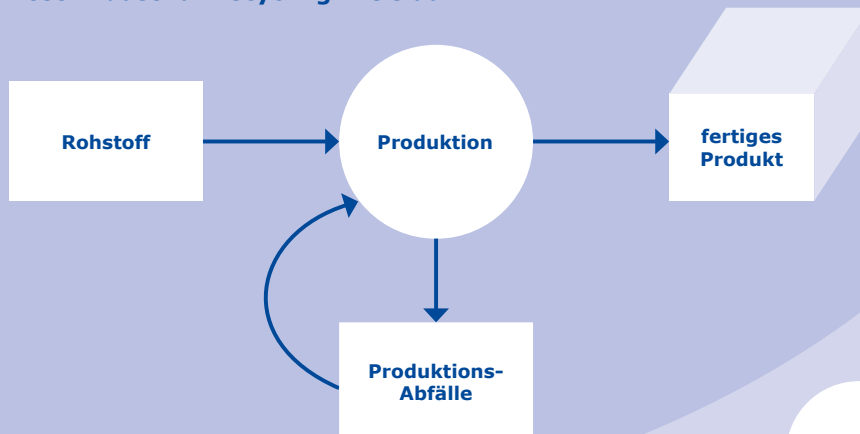 Rohstoff
Produktion
fertiges
Produkt
Produktions-
Abfälle